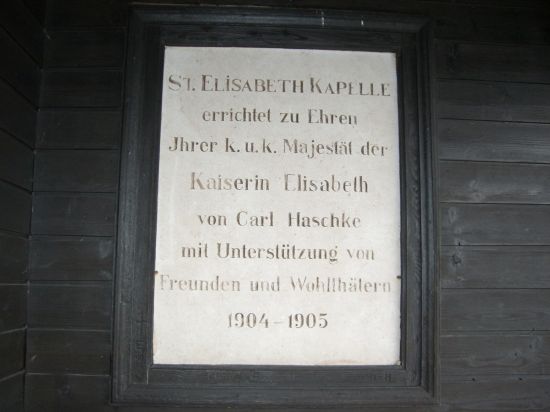 ST. ELISABETH KAPELLE
errichtet zu Ehren
Jhrer k. u. k. Majestät der
Kaiserin Elisabeth
von Carl Haschke
mit Unterstützung von
Freunden und Wohlthätern
1904 – 1905